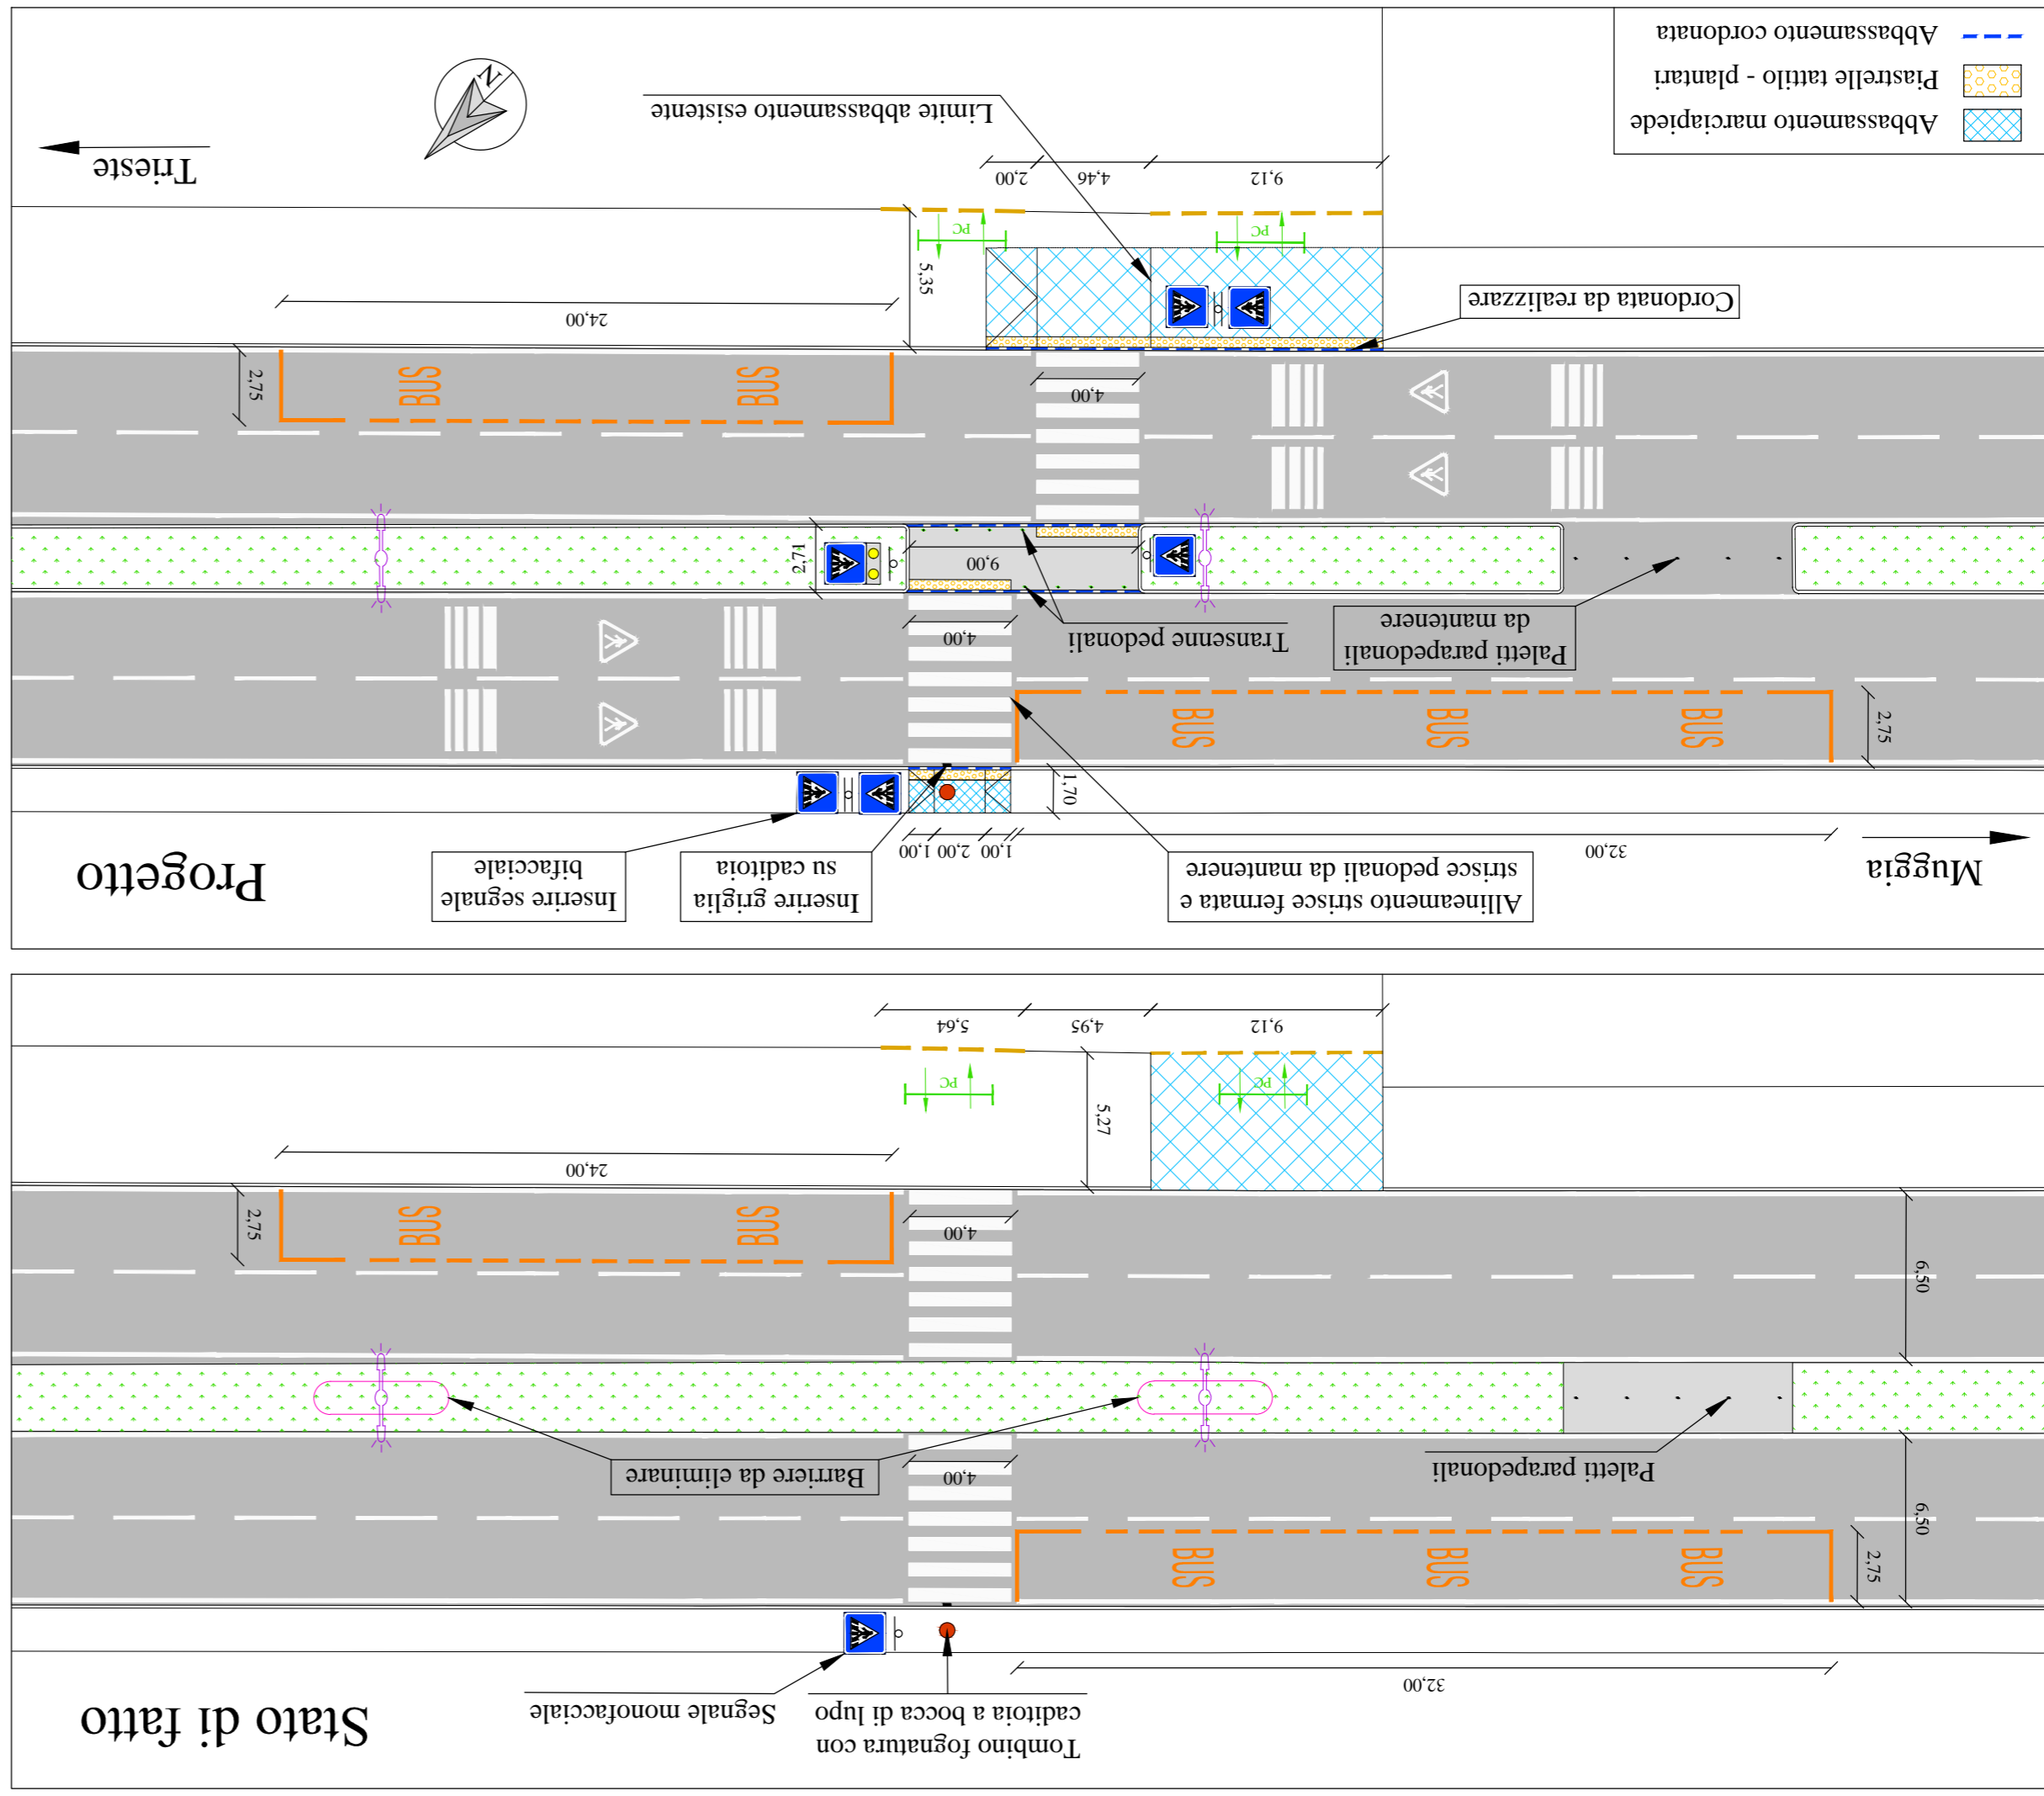 Stato di fatto
Tombino fognatura con
caditoia a bocca di lupo
Segnale monofacciale
32,00
2,75
BUS
BUS
BUS
6,50
4,00
Paletti parapedonali
Barriere da eliminare
6,50
4,00
BUS
BUS
2,75
24,00
5,27
PC
PC
9,12
4,95
5,64
Progetto
Muggia
32,00
Allineamento strisce fermata e
strisce pedonali da mantenere
Inserire griglia
su caditoia
Inserire segnale
bifacciale
1,00
2,00
1,00
1,70
2,75
BUS
BUS
BUS
4,00
Paletti parapedonali
da mantenere
Transenne pedonali
9,00
2,71
4,00
BUS
BUS
2,75
24,00
Cordonata da realizzare
5,35
PC
PC
9,12
4,46
2,00
Trieste
Limite abbassamento esistente
N
Abbassamento marciapiede
Piastrelle tattilo - plantari
Abbassamento cordonata